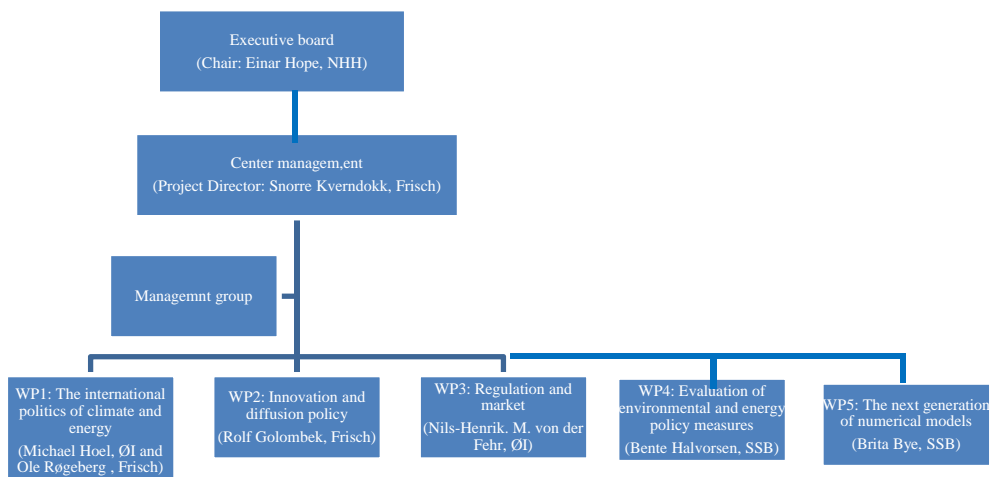 Executive board
(Chair: Einar Hope, NHH)
Center managem,ent
(Project Director: Snorre Kverndokk, Frisch)
Managemnt group
WP1: The international
politics of climate and
energy
(Michael Hoel, ØI and
Ole Røgeberg , Frisch)
WP2: Innovation and
diffusion policy
(Rolf Golombek, Frisch)
WP3: Regulation and
market
(Nils-Henrik. M. von der
Fehr, ØI)
WP4: Evaluation of
environmental and energy
policy measures
(Bente Halvorsen, SSB)
WP5: The next generation
of numerical models
(Brita Bye, SSB)